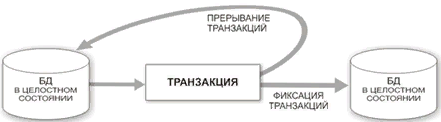 ПРЕРЫВАНИЕ
ТРАНЗАКЦИЙ
БД
В ЦЕЛОСТНОМ
СОСТОЯНИИ
ТРАНЗАКЦИЯ
ФИКСАЦИЯ
ТРАНЗАКЦИЙ
БД
В ЦЕЛОСТНОМ
СОСТОЯНИИ